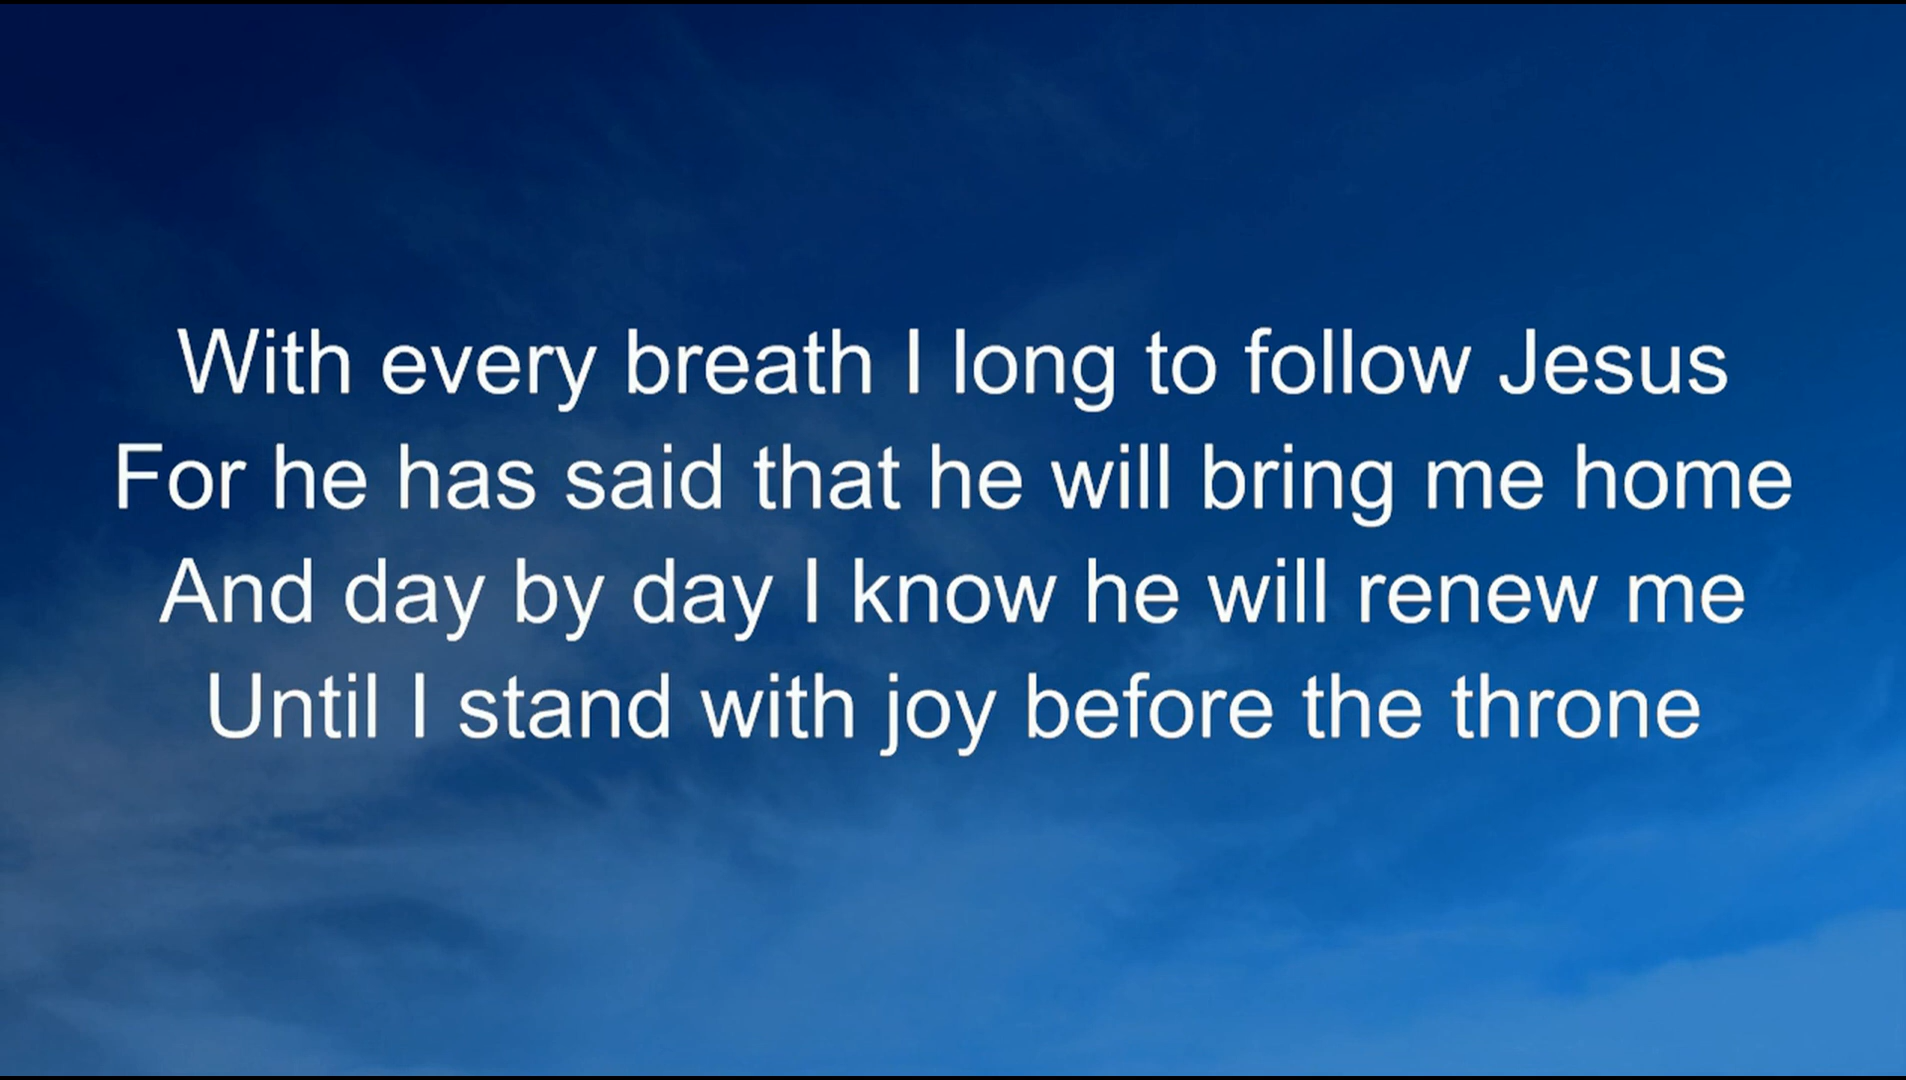 With every breath I long to follow Jesus
For he has said that he will bring me home
And day by day I know he will renew me
Until I stand with joy before the throne